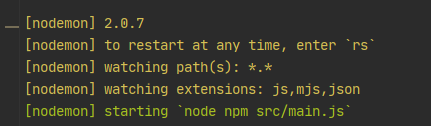 [nodemon] 2.0.7
[nodemon] to restart at any time, enter `rs`
[nodemon] watching path(s): *.*
[nodemon] watching extensions: js,mjs,json
[nodemon] starting `node npm src/main.js`